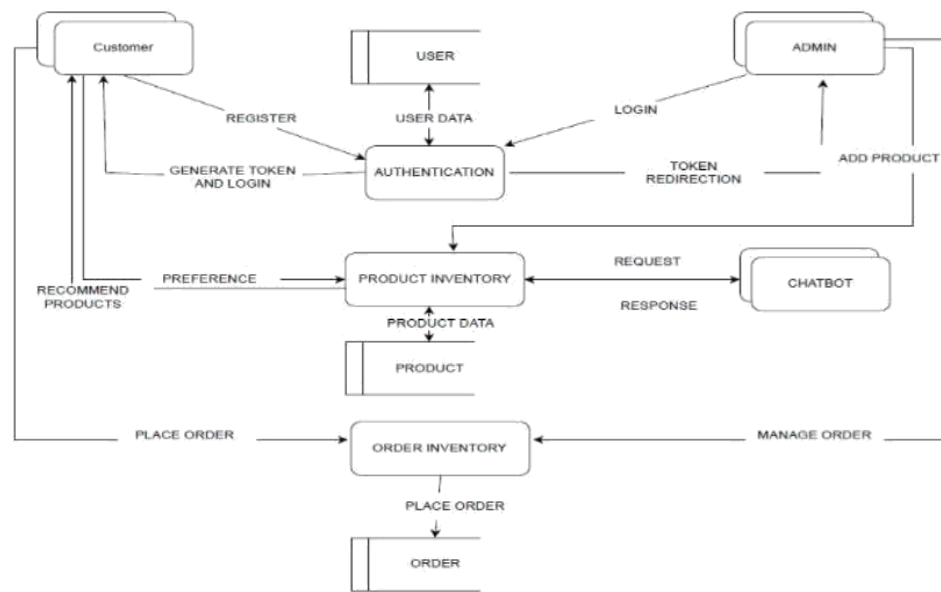 Customer
ADMIN
USER
REGISTER
USER DATA
LOGIN
GENERATE TOKEN
AND LOGIN
AUTHENTICATION
TOKEN
REDIRECTION
ADD PRODUCT
RECOMMEND
PRODUCTS
PREFERENCE
PRODUCT INVENTORY
REQUEST
RESPONSE
CHATBOT
PRODUCT DATA
PRODUCT
PLACE ORDER
ORDER INVENTORY
MANAGE ORDER
PLACE ORDER
ORDER